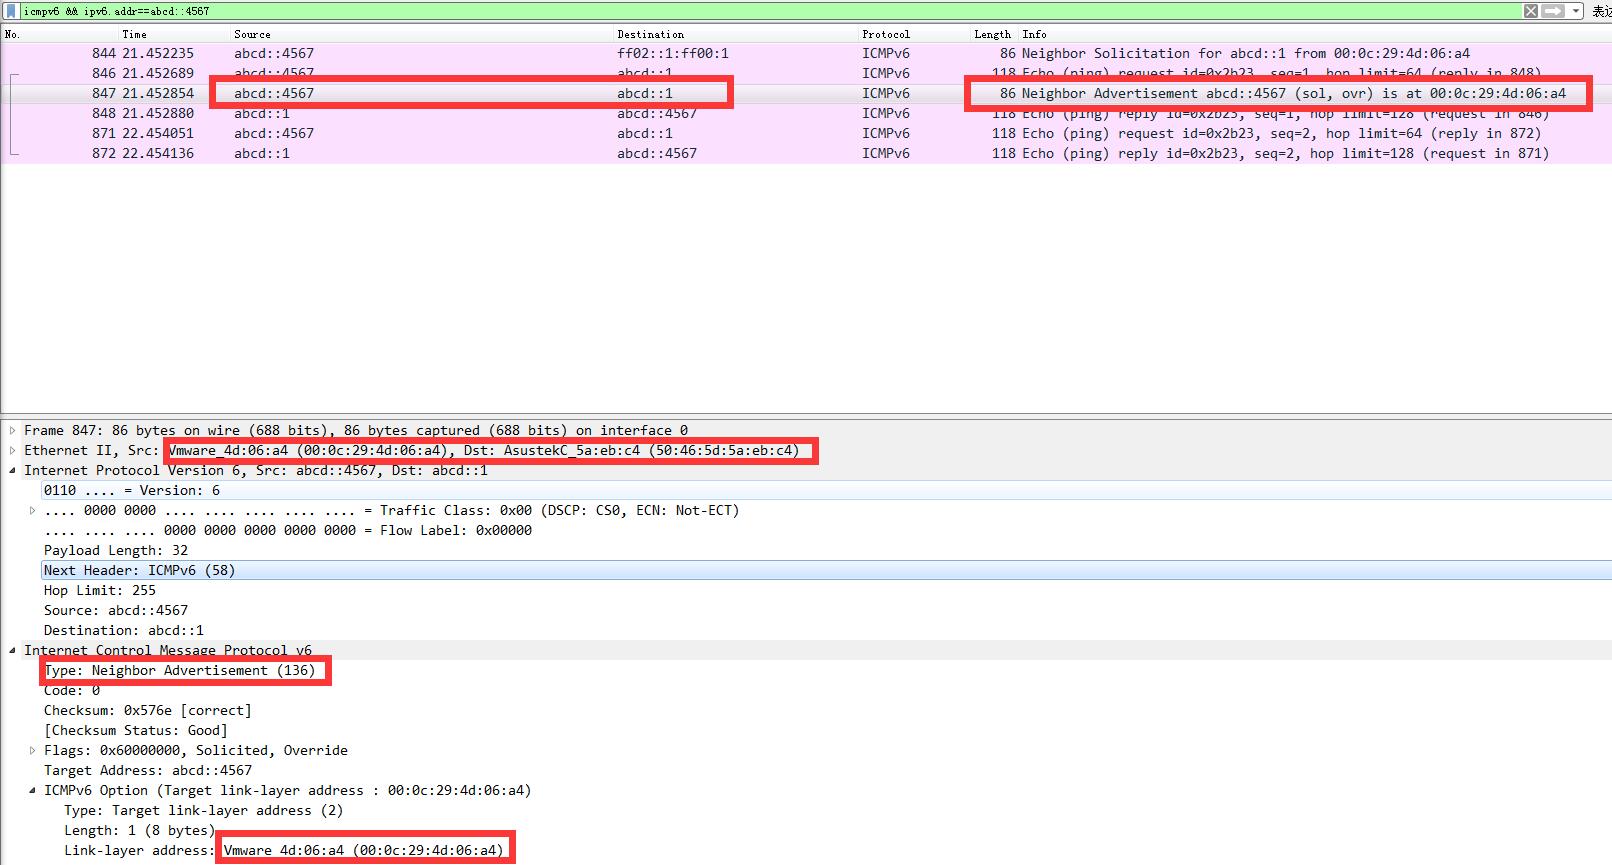 icmpv6 && ipv6.addr==abcd::4567
No. Time Source Destination Protocol Length Info
844 21.452235 abcd::4567 ff02::1:ff00:1 ICMPv6 86 Neighbor Solicitation for abcd::1 from 00:0c:29:4d:06:a4
846 21.452689 abcd::4567 abcd::1 ICMPv6 118 Echo (ping) request id=0x2b23, seq=1, hop limit=64 (reply in 848)
847 21.452854 abcd::4567 abcd::1 ICMPv6 86 Neighbor Advertisement abcd::4567 (sol, ovr) is at 00:0c:29:4d:06:a4
848 21.452880 abcd::1 abcd::4567 ICMPv6 118 Echo (ping) reply id=0x2b23, seq=1, hop limit=128 (request in 846)
871 22.454051 abcd::4567 abcd::1 ICMPv6 118 Echo (ping) request id=0x2b23, seq=2, hop limit=64 (reply in 872)
872 22.454136 abcd::1 abcd::4567 ICMPv6 118 Echo (ping) reply id=0x2b23, seq=2, hop limit=128 (request in 871)
Frame 847: 86 bytes on wire (688 bits), 86 bytes captured (688 bits) on interface 0
Ethernet II, Src: Vmware_4d:06:a4 (00:0c:29:4d:06:a4), Dst: AsustekC_5a:eb:c4 (50:46:5d:5a:eb:c4)
Internet Protocol Version 6, Src: abcd::4567, Dst: abcd::1
0110 .... = Version: 6
.... 0000 0000 .... .... .... .... .... = Traffic Class: 0x00 (DSCP: CS0, ECN: Not-ECT)
.... .... .... 0000 0000 0000 0000 0000 = Flow Label: 0x00000
Payload Length: 32
Next Header: ICMPv6 (58)
Hop Limit: 255
Source: abcd::4567
Destination: abcd::1
Internet Control Message Protocol v6
Type: Neighbor Advertisement (136)
Code: 0
Checksum: 0x576e [correct]
[Checksum Status: Good]
Flags: 0x60000000, Solicited, Override
Target Address: abcd::4567
ICMPv6 Option (Target link-layer address : 00:0c:29:4d:06:a4)
Type: Target link-layer address (2)
Length: 1 (8 bytes)
Link-layer address: Vmware_4d:06:a4 (00:0c:29:4d:06:a4)